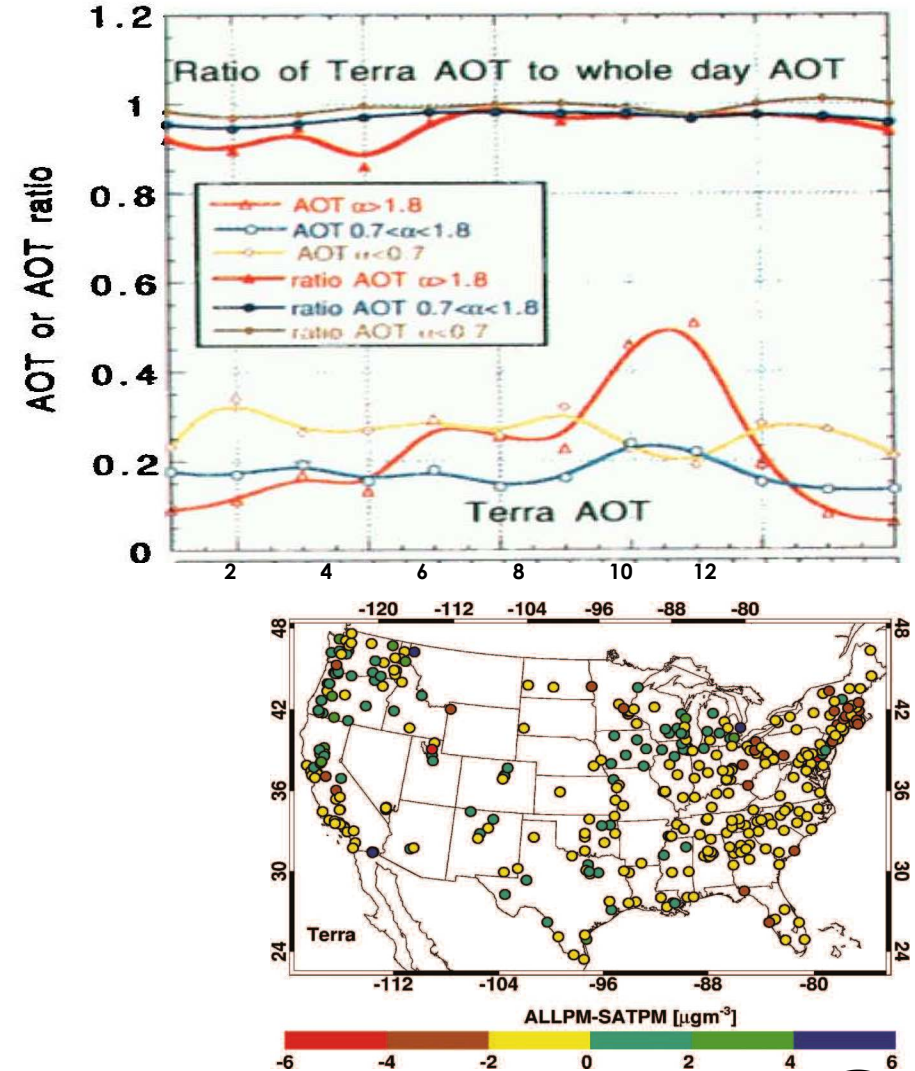 1.2
Ratio of Terra AOT to whole day AOT
1
0.8
AOT α>1.8
AOT 0.7<α<1.8
AOT α<0.7
ratio AOT α>1.8
ratio AOT 0.7<α<1.8
ratio AOT α<0.7
0.6
0.4
0.2
0
AOT or AOT ratio
Terra AOT
2 4 6 8 10 12
-120 -112 -104 -96 -88 -80
48 48
42 42
36 36
30 30
24 24
Terra
-112 -104 -96 -88 -80
ALLPM-SATPM [μgm-3]
-6 -4 -2 0 2 4 6